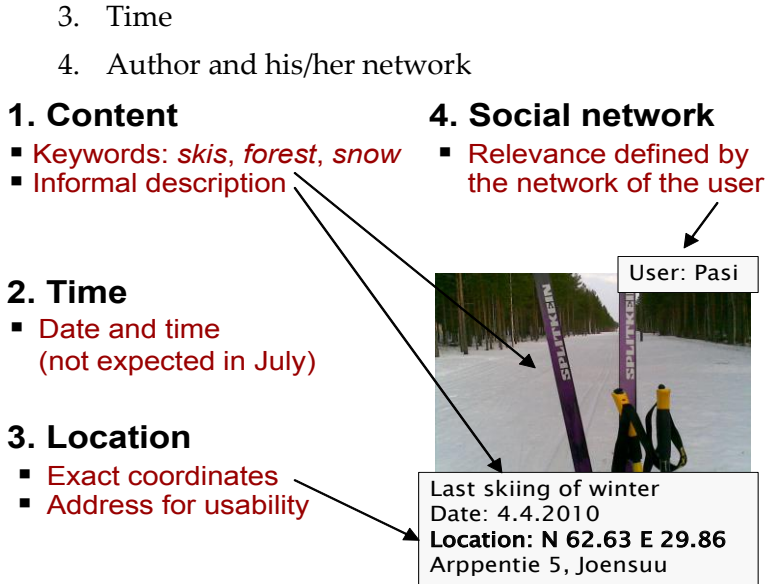 3. Time
4. Author and his/her network
1. Content
▪ Keywords: skis, forest, snow
▪ Informal description
4. Social network
▪ Relevance defined by
the network of the user
2. Time
▪ Date and time
(not expected in July)
3. Location
▪ Exact coordinates
▪ Address for usability
User: Pasi
SPLITKEIN
SPLITKEIN
SPLITKEIN
Last skiing of winter
Date: 4.4.2010
Location: N 62.63 E 29.86
Arppentie 5, Joensuu